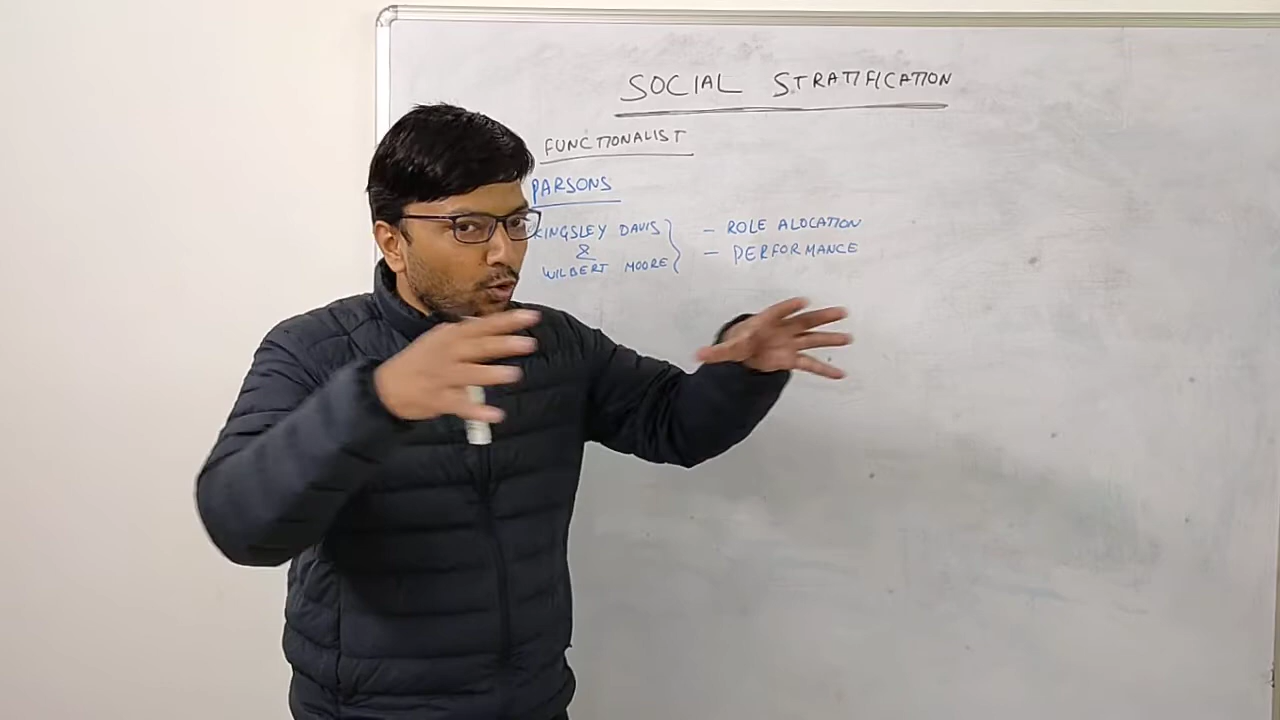 SOCIAL STRATIFICATION
FUNCTIONALIST
PARSONS
KINGSLEY DAVIS
&
WILBERT MOORE
- ROLE ALOCATION
- PERFORMANCE